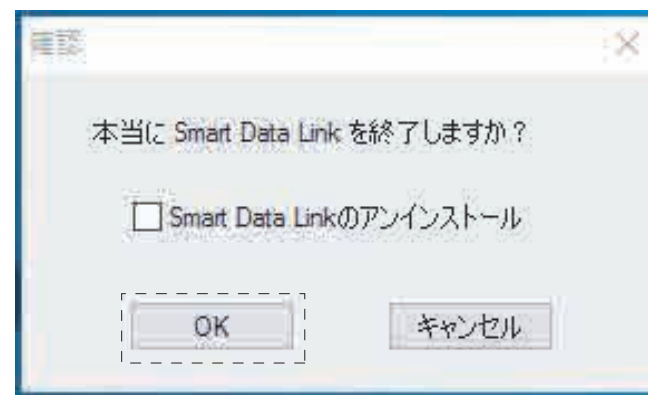 確認
本当に Smart Data Link を終了しますか？
Smart Data Linkのアンインストール
OK
キャンセル